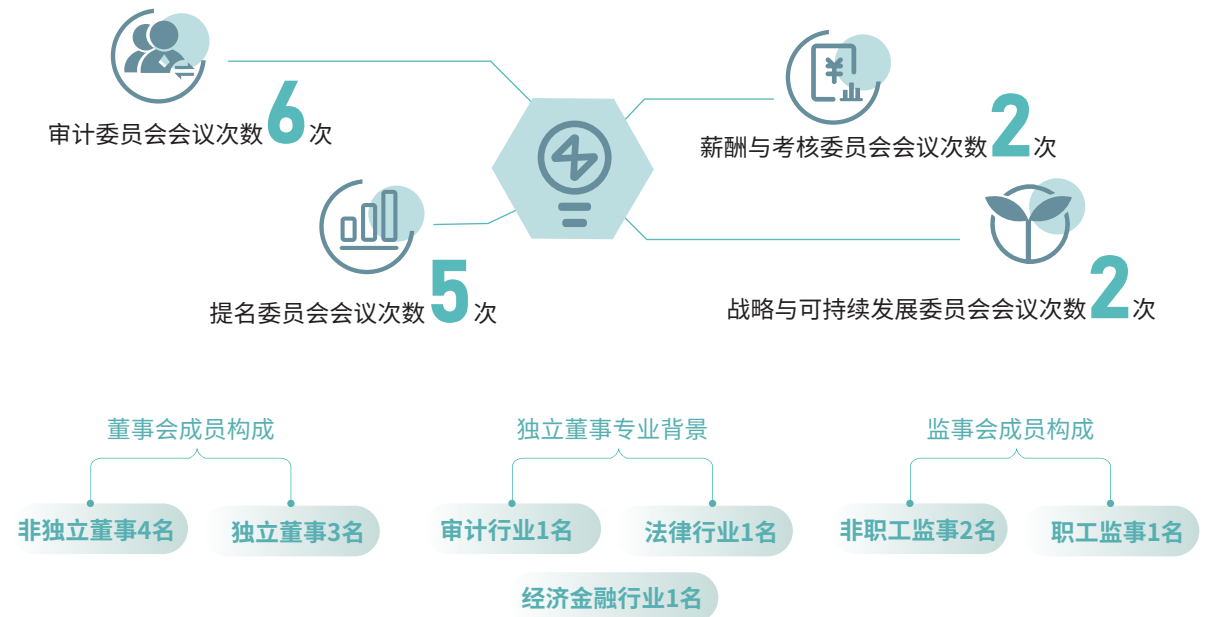 审计委员会会议次数6次
薪酬与考核委员会会议次数2次
提名委员会会议次数5次
战略与可持续发展委员会会议次数2次
董事会成员构成
非独立董事4名
独立董事3名
独立董事专业背景
审计行业1名
法律行业1名
经济金融行业1名
监事会成员构成
非职工监事2名
职工监事1名